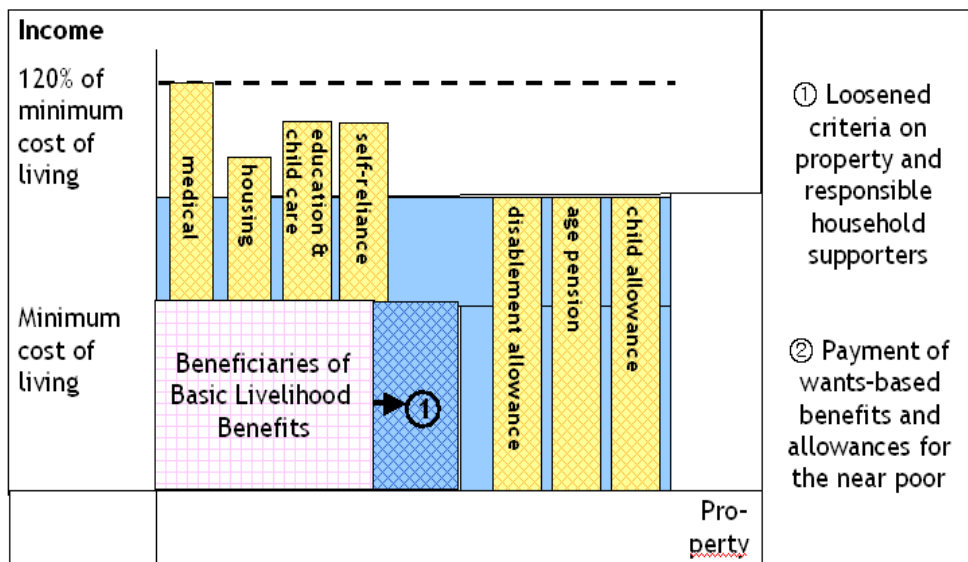 Income
120% of
minimum
cost of
living
Minimum
cost of
living
medical
housing
education &
child care
self-reliance
disablement allowance
age pension
child allowance
Beneficiaries of
Basic Livelihood
Benefits
①
Pro-
perty
① Loosened
criteria on
property and
responsible
household
supporters
② Payment of
wants-based
benefits and
allowances for
the near poor